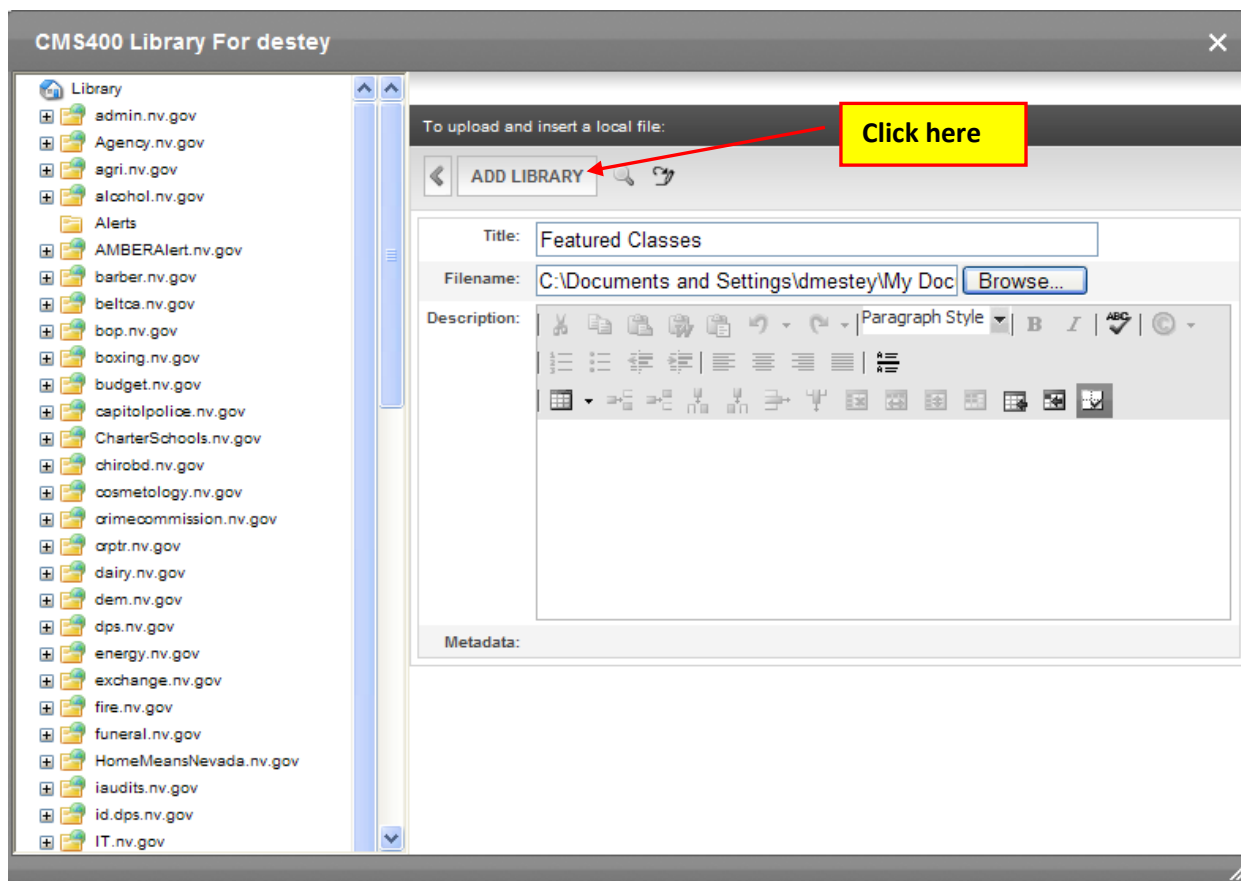 CMS400 Library For destey
Library
admin.nv.gov
Agency.nv.gov
agri.nv.gov
alcohol.nv.gov
Alerts
AMBERAlert.nv.gov
barber.nv.gov
beltca.nv.gov
bop.nv.gov
boxing.nv.gov
budget.nv.gov
capitolpolice.nv.gov
CharterSchools.nv.gov
chirobd.nv.gov
cosmetology.nv.gov
crimecommission.nv.gov
crptr.nv.gov
dairy.nv.gov
dem.nv.gov
dps.nv.gov
energy.nv.gov
exchange.nv.gov
fire.nv.gov
funeral.nv.gov
HomeMeansNevada.nv.gov
iaudits.nv.gov
id.dps.nv.gov
IT.nv.gov
To upload and insert a local file:
Click here
ADD LIBRARY
Title: Featured Classes
Filename: C:\Documents and Settings\dmestey\My Doc Browse...
Description: Paragraph Style B I ABC
Metadata: